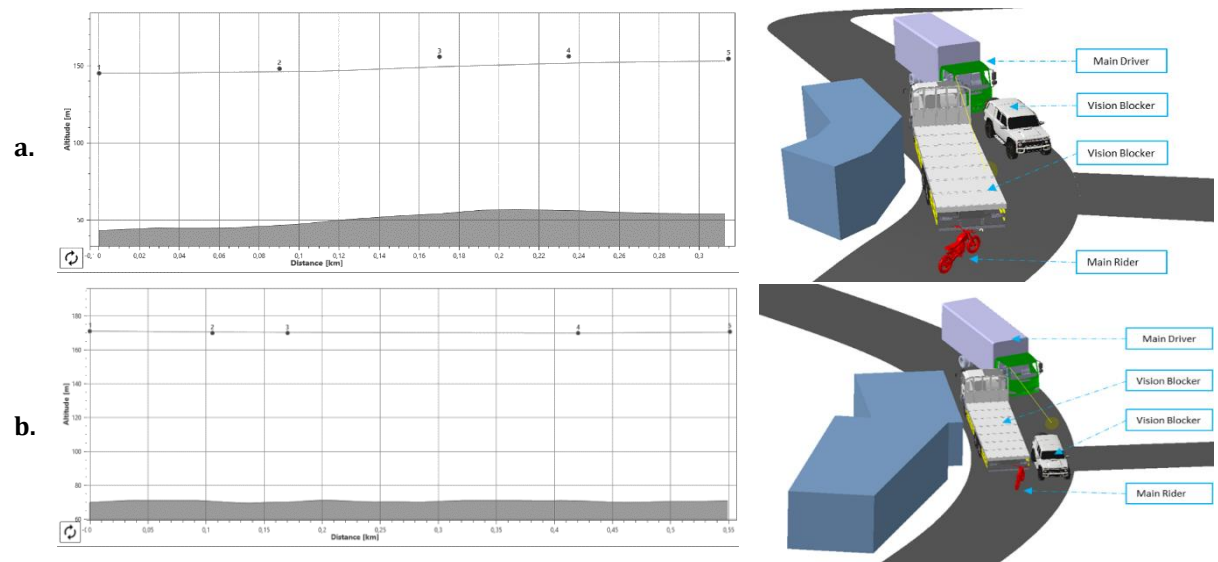 a.
Altitude [m]
150
100
50
1
2
3
4
5
-0, 0 0,02 0,04 0,06 0,08 0,1 0,12 0,14 0,16 0,18 0,2 0,22 0,24 0,26 0,28 0,3
Distance [km]
Main Driver
Vision Blocker
Vision Blocker
Main Rider
b.
Altitude [m]
180
160
140
120
100
80
60
1
2
3
4
5
-0,0 0,05 0,1 0,15 0,2 0,25 0,3 0,35 0,4 0,45 0,5 0,55
Distance [km]
Main Driver
Vision Blocker
Vision Blocker
Main Rider